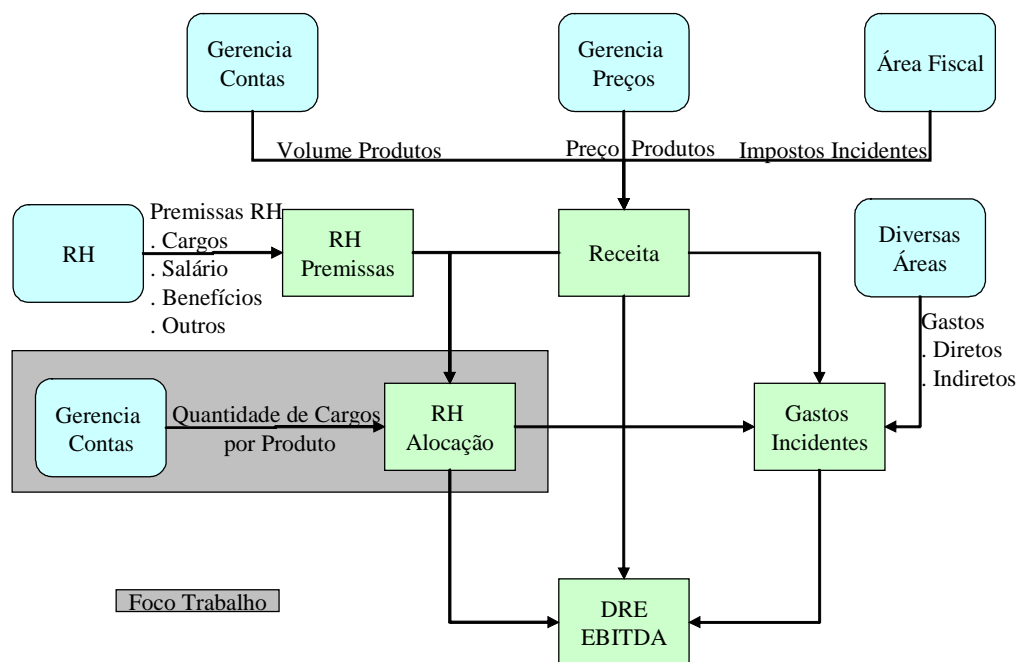 Gerencia
Contas
Gerencia
Preços
Área Fiscal
Volume Produtos
Preço Produtos
Impostos Incidentes
RH
Premissas RH
. Cargos
. Salário
. Benefícios
. Outros
RH
Premissas
Receita
Diversas
Áreas
Gastos
. Diretos
. Indiretos
Gerencia
Contas
Quantidade de Cargos
por Produto
RH
Alocação
Gastos
Incidentes
Foco Trabalho
DRE
EBITDA